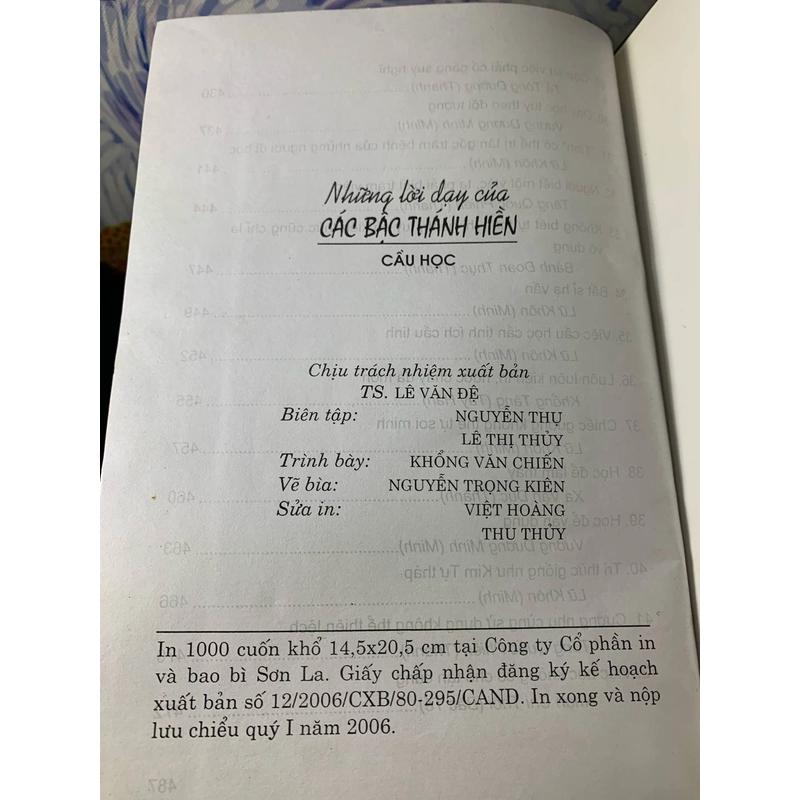 Những lời dạy của
CÁC BẬC THÁNH HIỀN
CẦU HỌC
Chịu trách nhiệm xuất bản
TS. LÊ VĂN ĐỆ
Biên tập: NGUYỄN THỤ
LÊ THỊ THỦY
Trình bày: KHỔNG VĂN CHIẾN
Vẽ bìa: NGUYỄN TRỌNG KIÊN
Sửa in: VIỆT HOÀNG
THU THỦY
In 1000 cuốn khổ 14,5x20,5 cm tại Công ty Cổ phần in
và bao bì Sơn La. Giấy chấp nhận đăng ký kế hoạch
xuất bản số 12/2006/CXB/80-295/CAND. In xong và nộp
lưu chiểu quý I năm 2006.